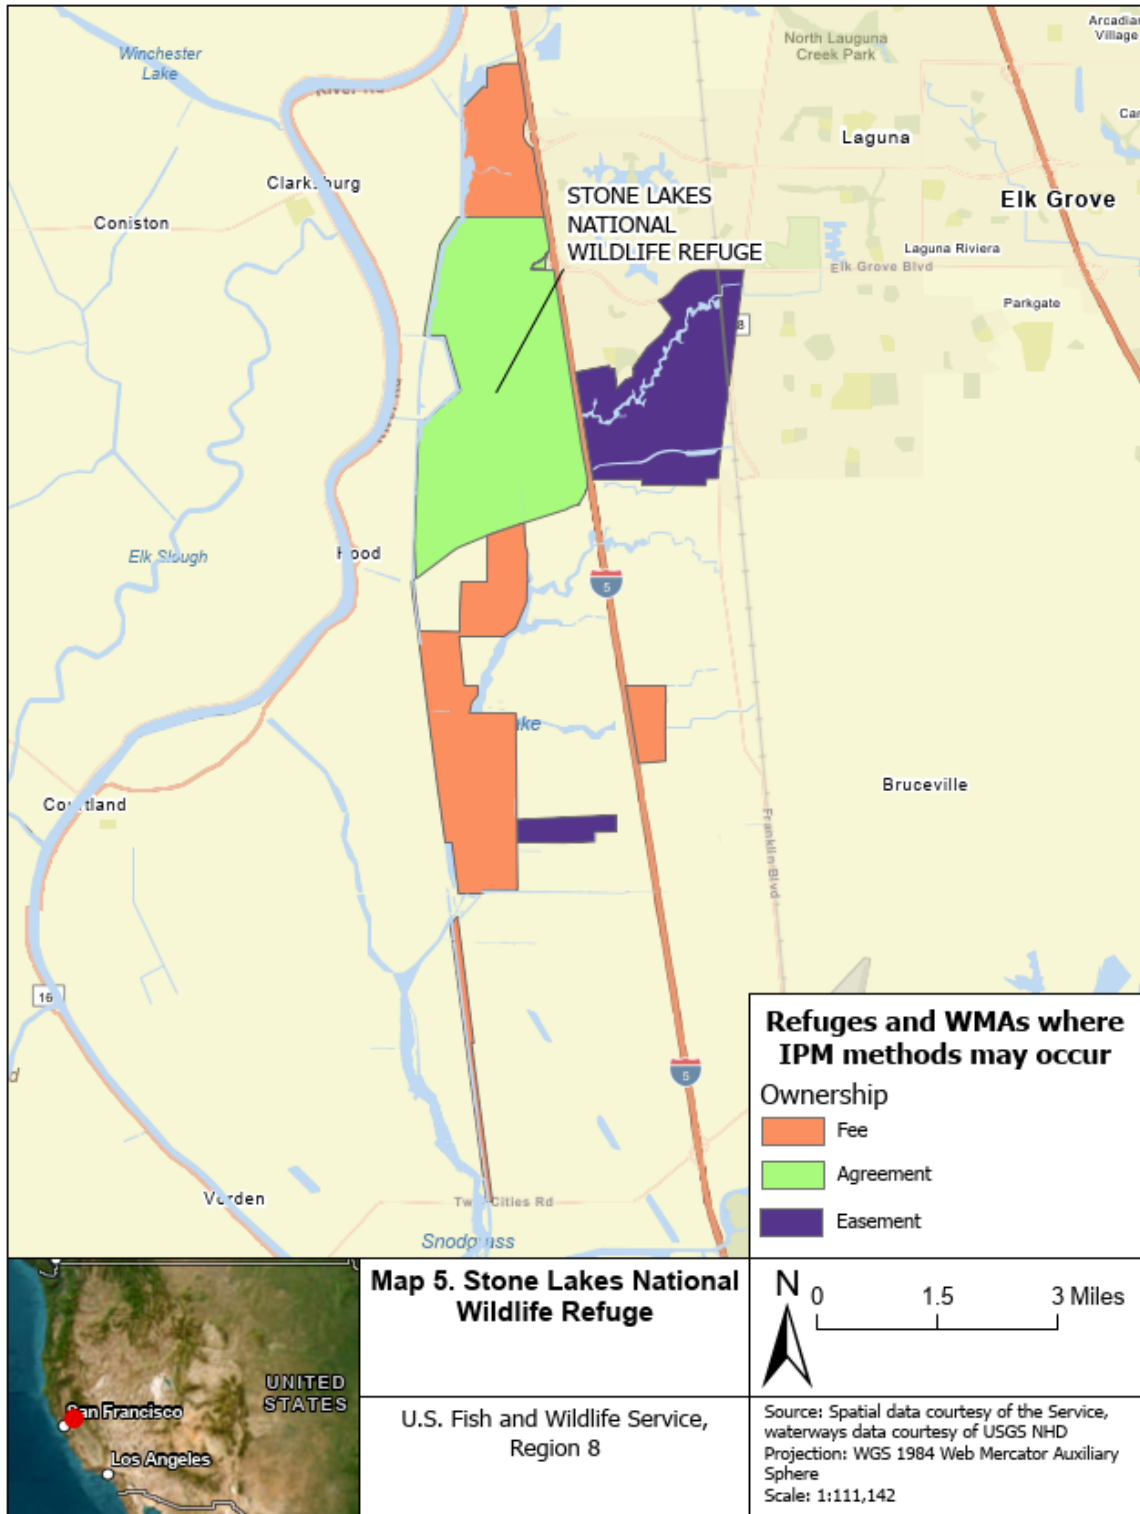 Winchester
Lake
River Rd
North Lauguna
Creek Park
Arcadian
Village
Laguna
Clarksburg
Coniston
STONE LAKES
NATIONAL
WILDLIFE REFUGE
Elk Grove
Laguna Riviera
Elk Grove Blvd
Parkgate
River Rd
Elk Slough
Hood
5
Bruceville
Courtland
Franklin Blvd
16
5
Vorden
Snodgrass
Refuges and WMAs where
IPM methods may occur
Ownership
Fee
Agreement
Easement
Map 5. Stone Lakes National
Wildlife Refuge
N
0 1.5 3 Miles
UNITED
STATES
San Francisco
Los Angeles
U.S. Fish and Wildlife Service,
Region 8
Source: Spatial data courtesy of the Service,
waterways data courtesy of USGS NHD
Projection: WGS 1984 Web Mercator Auxiliary
Sphere
Scale: 1:111,142